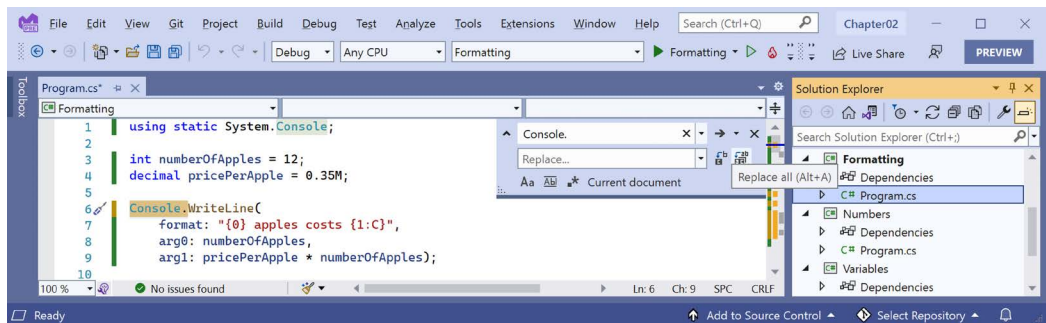 File Edit View Git Project Build Debug Test Analyze Tools Extensions Window Help Search (Ctrl+Q) Chapter02
Debug Any CPU Formatting Formatting Live Share PREVIEW
Toolbox
Program.cs*
Formatting
1 using static System.Console;
2
3 int numberOfApples = 12;
4 decimal pricePerApple = 0.35M;
5
6 Console.WriteLine(
7 format: "{0} apples costs {1:C}",
8 arg0: numberOfApples,
9 arg1: pricePerApple * numberOfApples);
10
Console.
Replace...
Aa Ab Current document
Replace all (Alt+A)
100 % No issues found Ln: 6 Ch: 9 SPC CRLF
Solution Explorer
Search Solution Explorer (Ctrl+;)
C# Formatting
Dependencies
C# Program.cs
C# Numbers
Dependencies
C# Program.cs
C# Variables
Dependencies
Ready Add to Source Control Select Repository